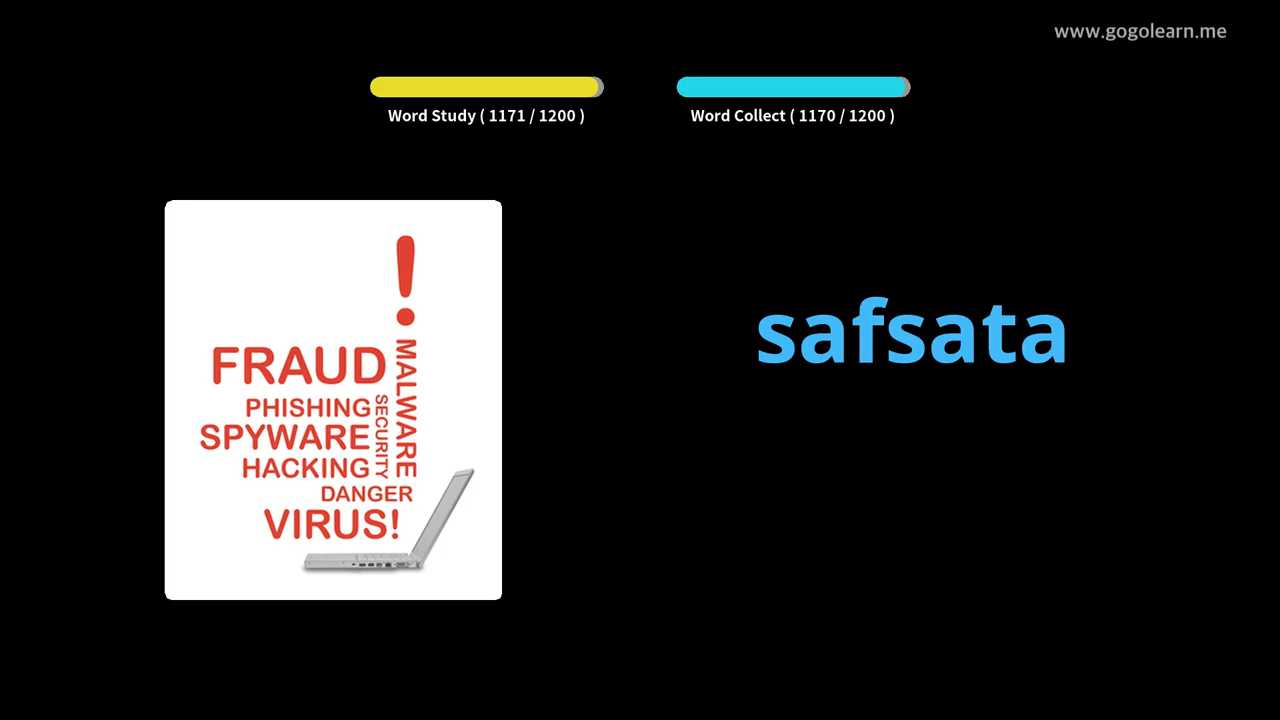 www.gogolearn.me
Word Study ( 1171 / 1200 )
Word Collect ( 1170 / 1200 )
!
FRAUD
MALWARE
PHISHING
SECURITY
SPYWARE
HACKING
DANGER
VIRUS!
safsata